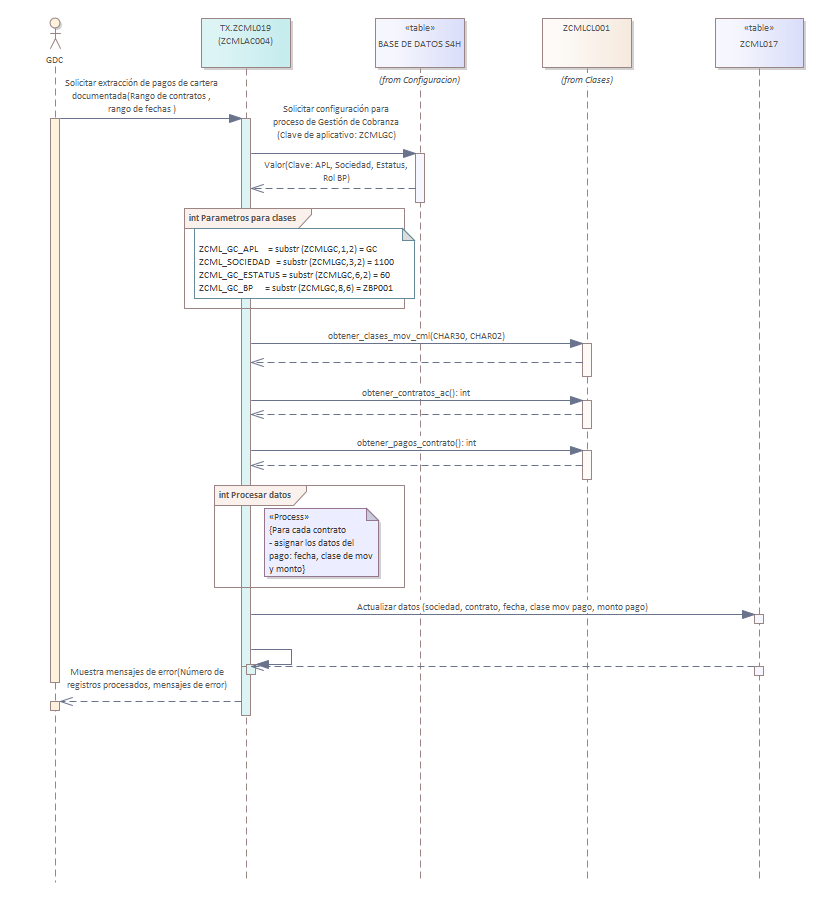 GDC
TX.ZCML019
(ZCMLAC004)
«table»
BASE DE DATOS S4H
(from Configuracion)
ZCMLCL001
(from Clases)
«table»
ZCML017
Solicitar extracción de pagos de cartera
documentada(Rango de contratos ,
rango de fechas )
Solicitar configuración para
proceso de Gestión de Cobranza
(Clave de aplicativo: ZCMLGC)
Valor(Clave: APL, Sociedad, Estatus,
Rol BP)
int Parametros para clases
ZCML_GC_APL = substr (ZCMLGC,1,2) = GC
ZCML_SOCIEDAD = substr (ZCMLGC,3,2) = 1100
ZCML_GC_ESTATUS = substr (ZCMLGC,6,2) = 60
ZCML_GC_BP = substr (ZCMLGC,8,6) = ZBP001
obtener_clases_mov_cml(CHAR30, CHAR02)
obtener_contratos_ac(): int
obtener_pagos_contrato(): int
int Procesar datos
«Process»
{Para cada contrato
- asignar los datos del
pago: fecha, clase de mov
y monto}
Actualizar datos (sociedad, contrato, fecha, clase mov pago, monto pago)
Muestra mensajes de error(Número de
registros procesados, mensajes de error)